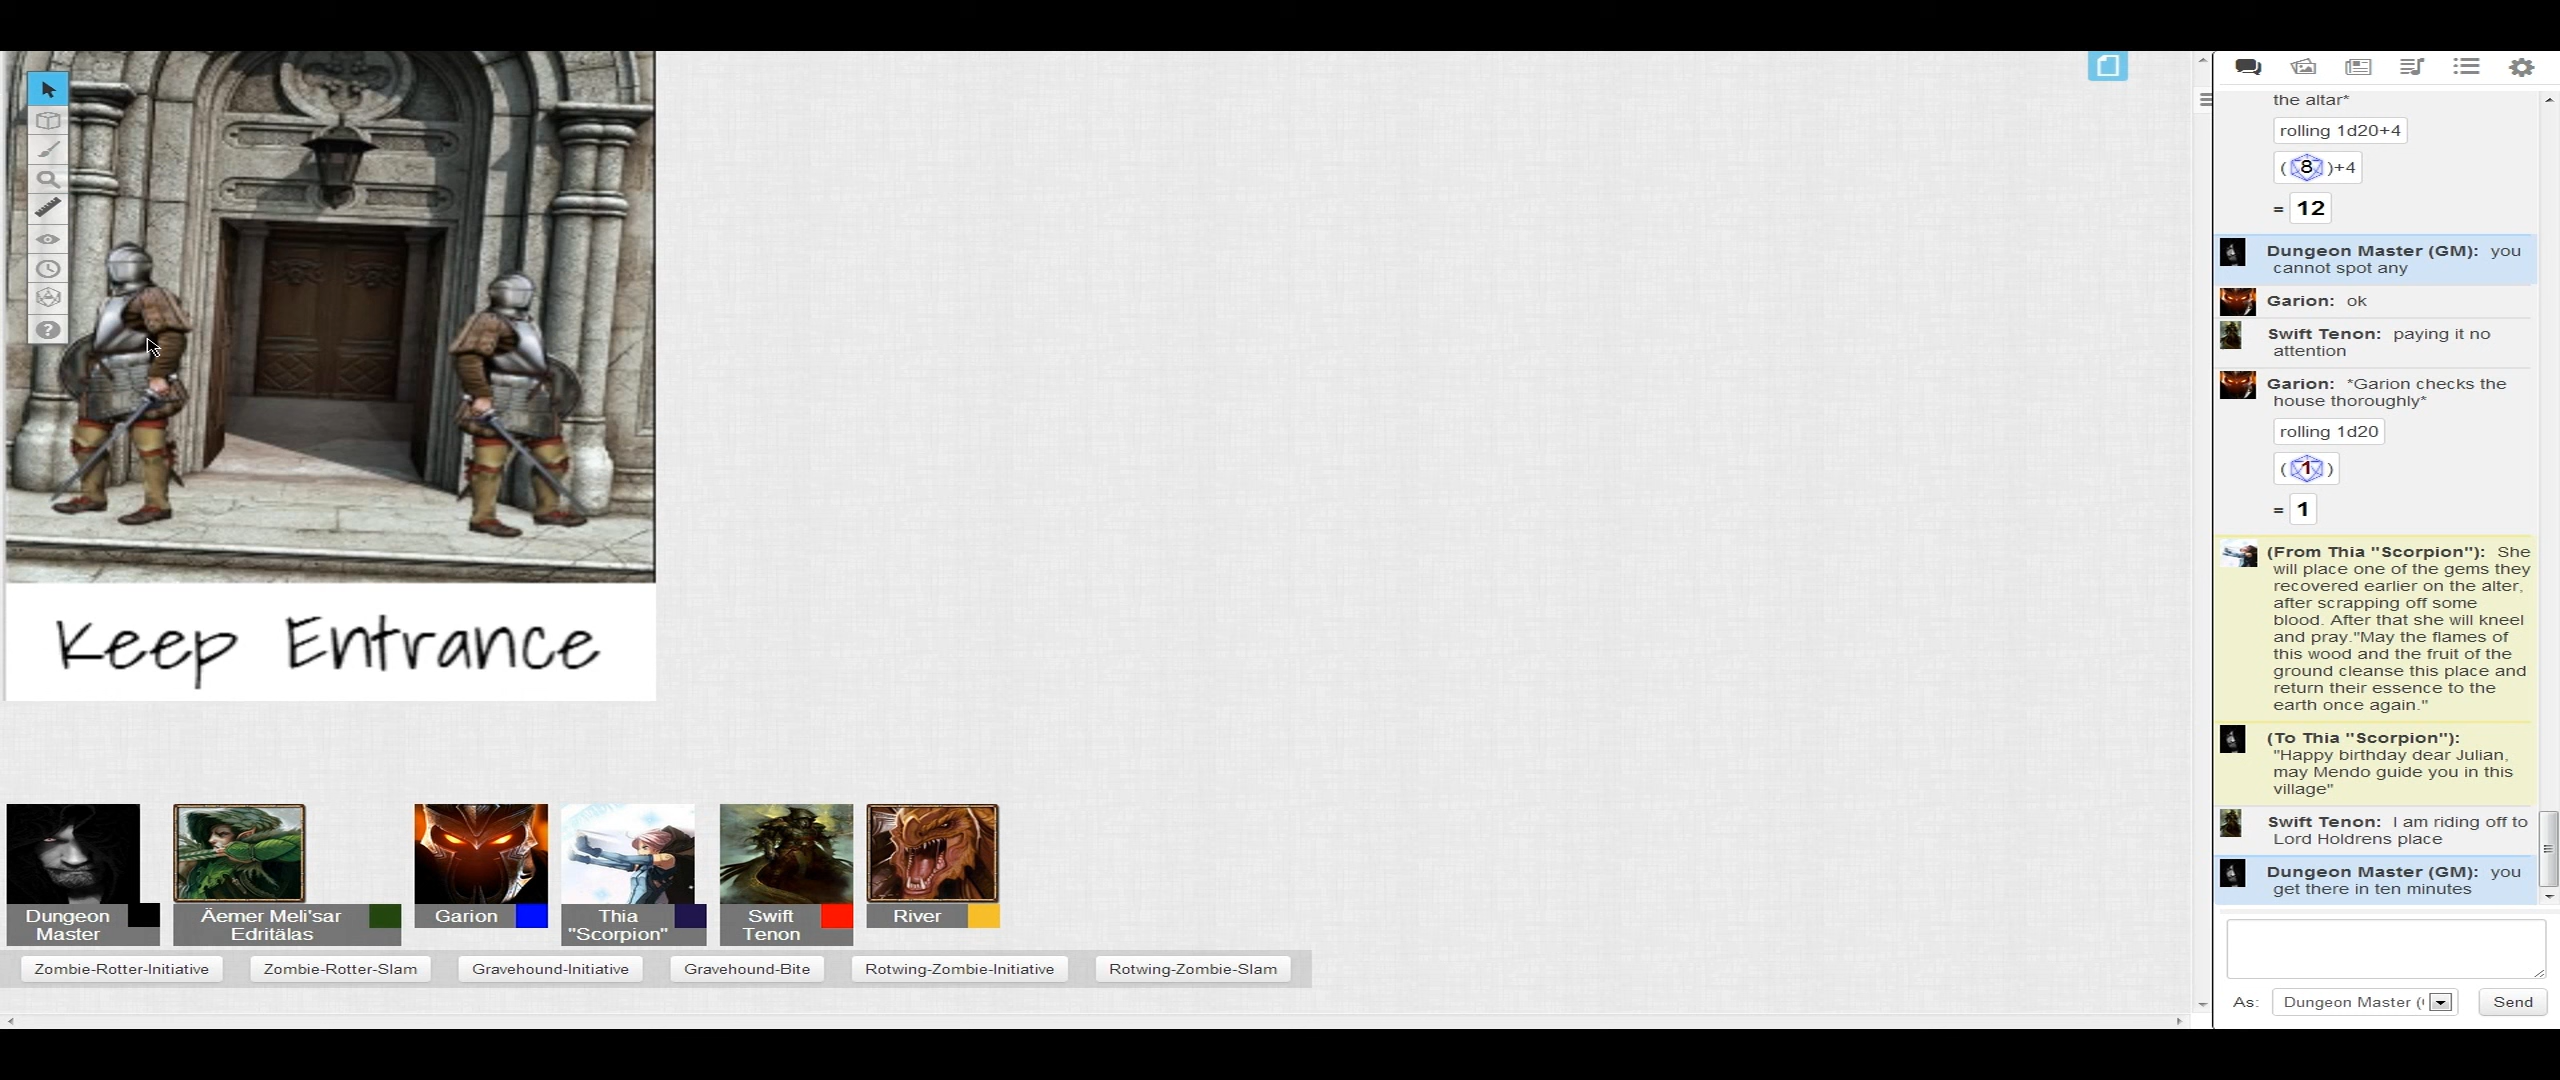 Keep Entrance
Dungeon
Master
Äemer Meli'sar
Edritälas
Garion
Thia
"Scorpion"
Swift
Tenon
River
Zombie-Rotter-Initiative
Zombie-Rotter-Slam
Gravehound-Initiative
Gravehound-Bite
Rotwing-Zombie-Initiative
Rotwing-Zombie-Slam
the altar*
rolling 1d20+4
(8)+4
= 12
Dungeon Master (GM): you
cannot spot any
Garion: ok
Swift Tenon: paying it no
attention
Garion: *Garion checks the
house thoroughly*
rolling 1d20
(1)
= 1
(From Thia "Scorpion"): She
will place one of the gems they
recovered earlier on the alter,
after scrapping off some
blood. After that she will kneel
and pray."May the flames of
this wood and the fruit of the
ground cleanse this place and
return their essence to the
earth once again."
(To Thia "Scorpion"):
"Happy birthday dear Julian,
may Mendo guide you in this
village"
Swift Tenon: I am riding off to
Lord Holdrens place
Dungeon Master (GM): you
get there in ten minutes
As: Dungeon Master (
Send